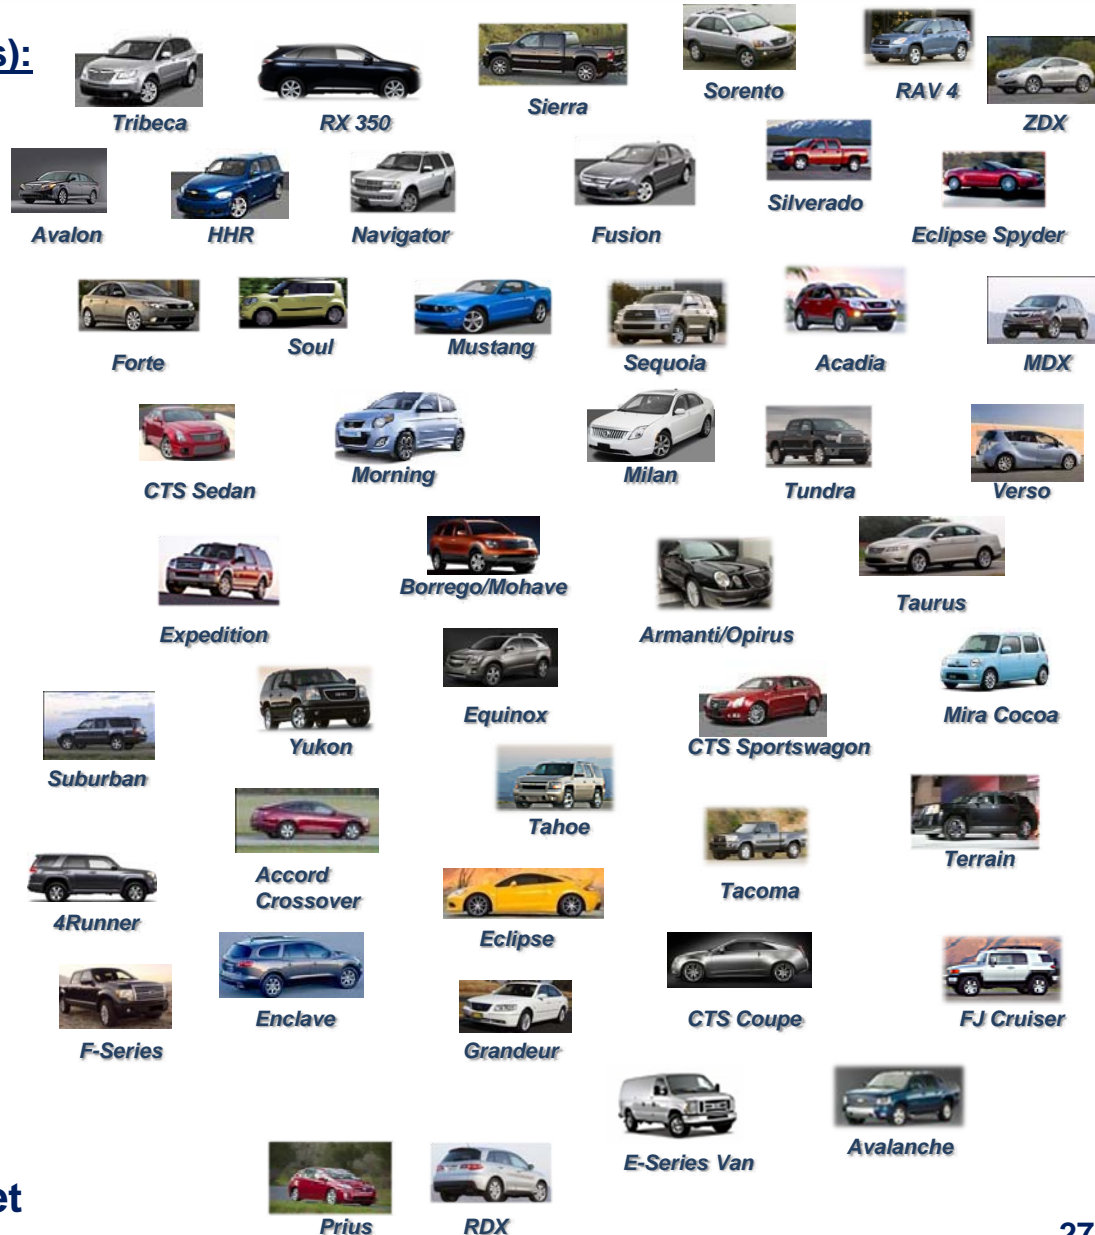 s):
Tribeca
RX 350
Sierra
Sorento
RAV 4
ZDX
Avalon
HHR
Navigator
Fusion
Silverado
Eclipse Spyder
Forte
Soul
Mustang
Sequoia
Acadia
MDX
CTS Sedan
Morning
Milan
Tundra
Verso
Expedition
Borrego/Mohave
Armanti/Opirus
Taurus
Suburban
Yukon
Equinox
CTS Sportswagon
Mira Cocoa
Tahoe
Accord
Crossover
Tacoma
Terrain
4Runner
Eclipse
Enclave
CTS Coupe
FJ Cruiser
F-Series
Grandeur
E-Series Van
Avalanche
et
Prius
RDX
27